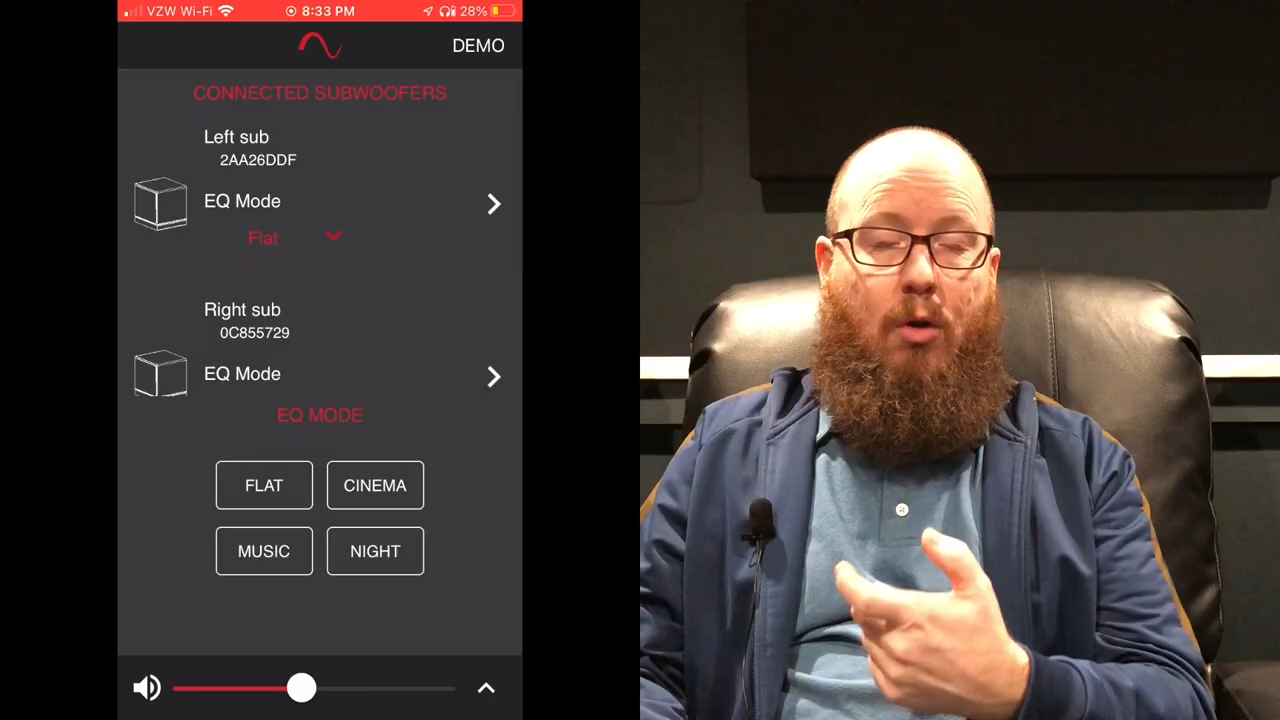 VZW Wi-Fi 8:33 PM 28%
DEMO
CONNECTED SUBWOOFERS
Left sub
2AA26DDF
EQ Mode
Flat
Right sub
0C855729
EQ Mode
EQ MODE
FLAT CINEMA
MUSIC NIGHT